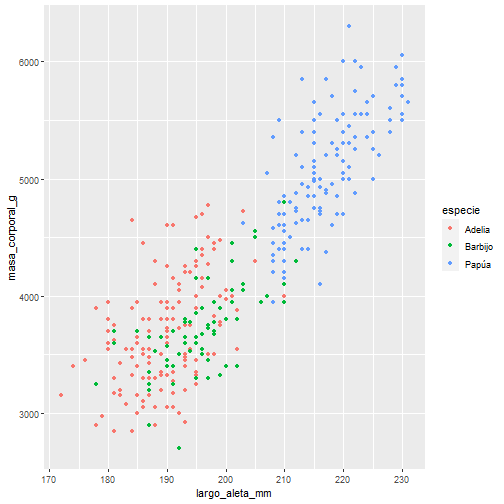 masa_corporal_g
6000
5000
4000
3000
170 180 190 200 210 220 230
largo_aleta_mm
especie
Adelia
Barbijo
Papúa